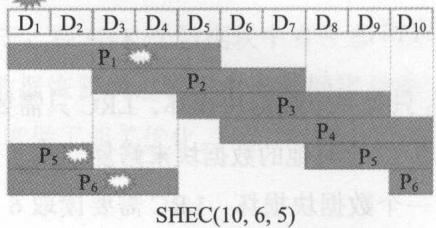 D1 D2 D3 D4 D5 D6 D7 D8 D9 D10
P1
P2
P3
P4
P5 P5
P6 P6
SHEC(10, 6, 5)